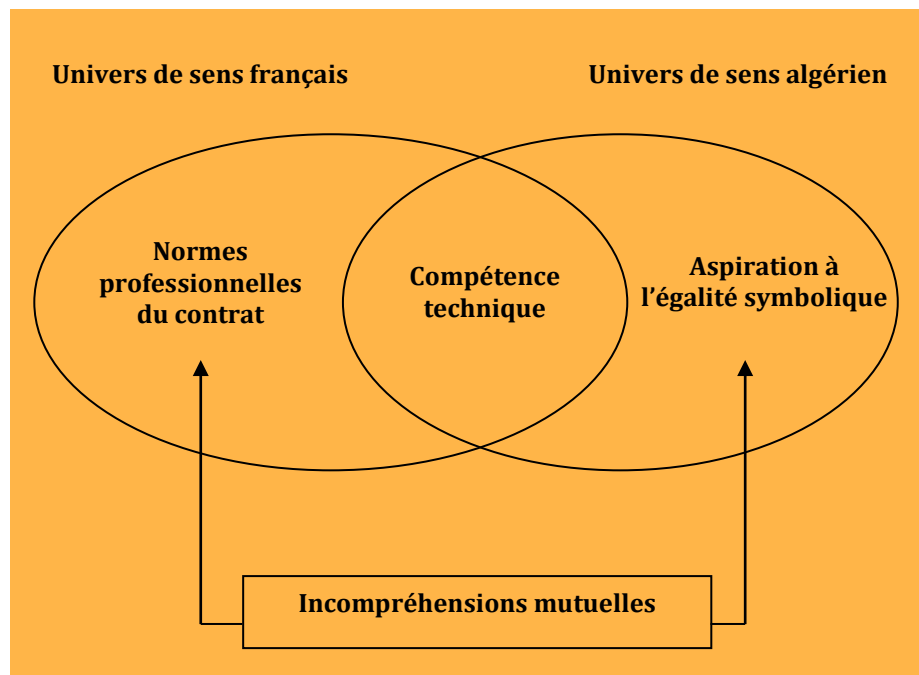 Univers de sens français
Univers de sens algérien
Normes
professionnelles
du contrat
Compétence
technique
Aspiration à
l’égalité symbolique
Incompréhensions mutuelles